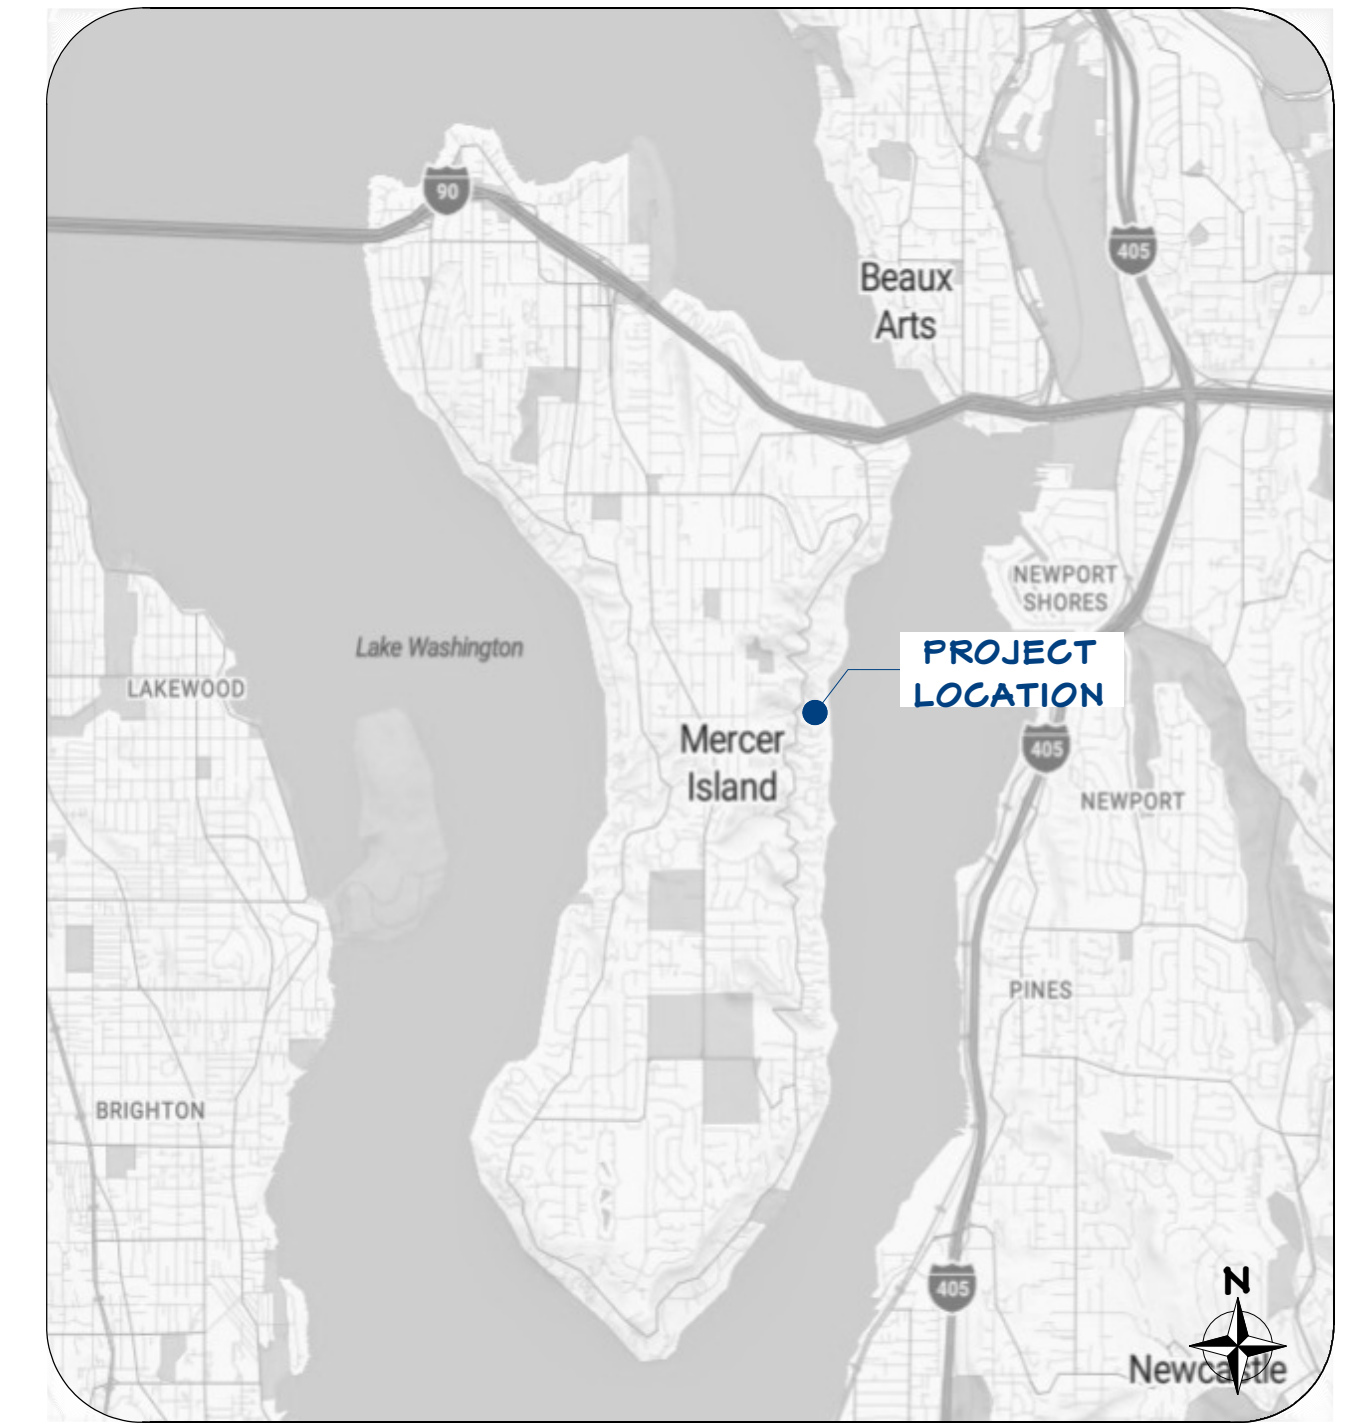 90
405
Beaux
Arts
NEWPORT
SHORES
PROJECT
LOCATION
Lake Washington
LAKEWOOD
Mercer
Island
405
NEWPORT
PINES
BRIGHTON
405
N
Newcastle